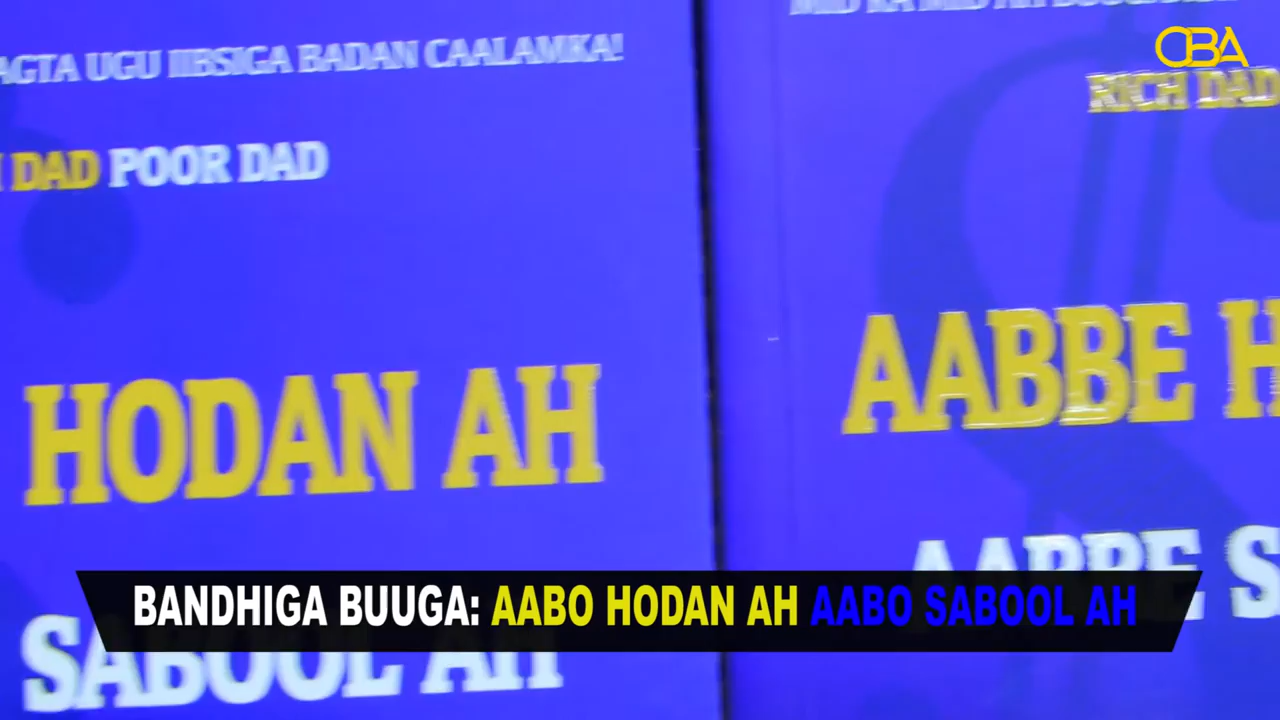 AGTA UGU IIBSIGA BADAN CAALAMKA!
DAD POOR DAD
HODAN AH
SABOOL AH
OBA
RICH DAD
AABBE H
AABBE S
BANDHIGA BUUGA: AABO HODAN AH AABO SABOOL AH